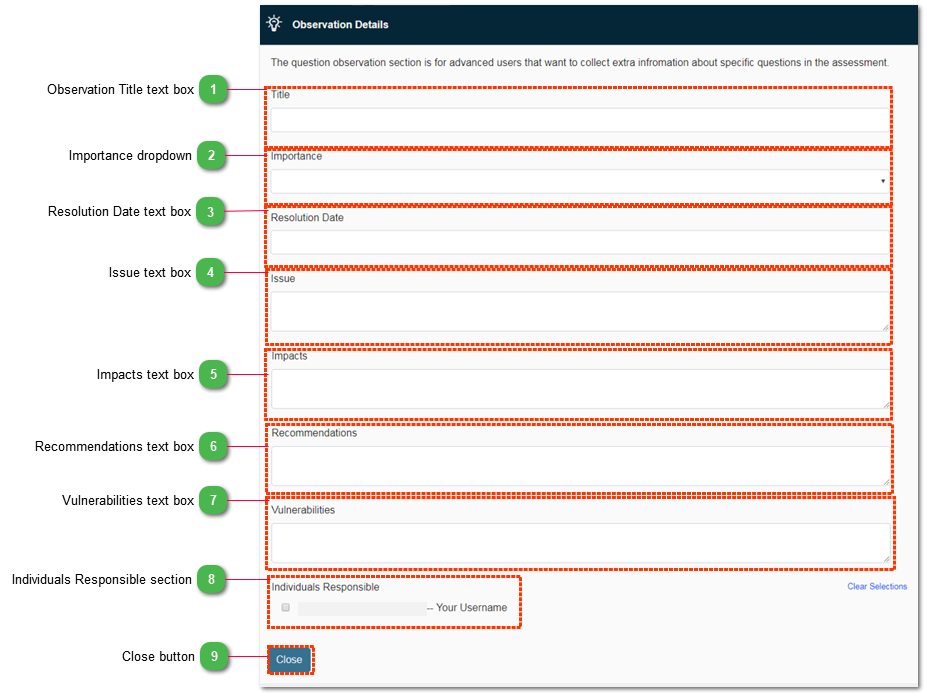 Observation Details
The question observation section is for advanced users that want to collect extra infromation about specific questions in the assessment.
Observation Title text box 1
Title
Importance dropdown 2
Importance
Resolution Date text box 3
Resolution Date
Issue text box 4
Issue
Impacts text box 5
Impacts
Recommendations text box 6
Recommendations
Vulnerabilities text box 7
Vulnerabilities
Individuals Responsible section 8
Individuals Responsible
Clear Selections
-- Your Username
Close button 9
Close